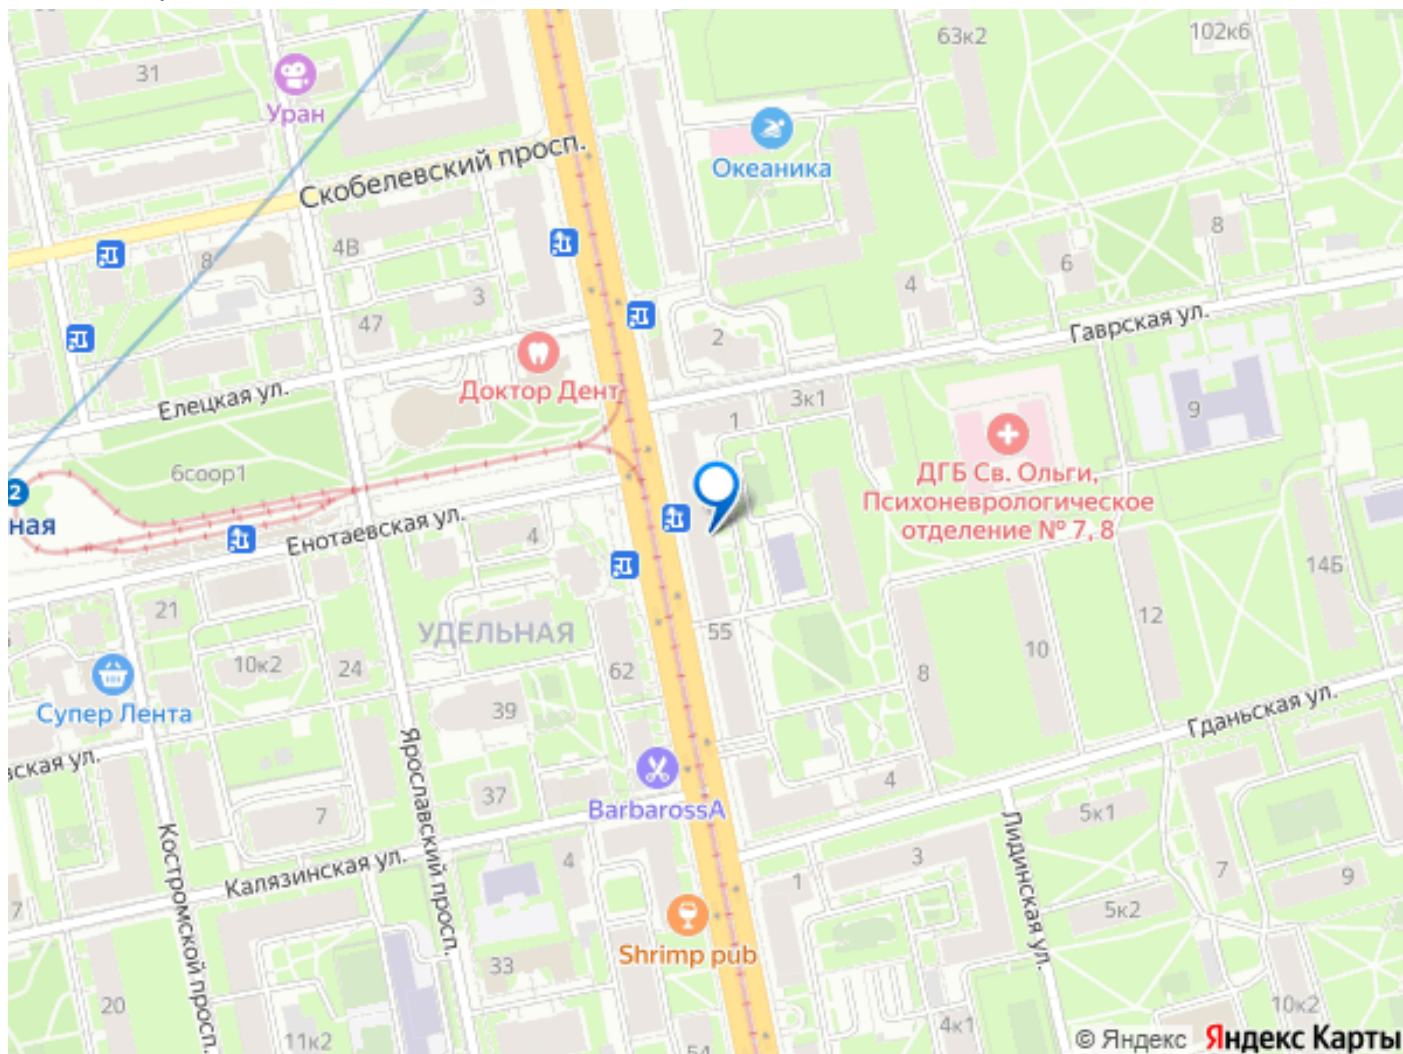 63к2
102к6
31
Уран
Океаника
Скобелевский просп.
8
4В
3
47
2
4
6
8
Гаврская ул.
Доктор Дент
Елецкая ул.
1
3к1
9
ДГБ Св. Ольги,
Психоневрологическое
отделение № 7, 8
6соор1
2
ная
Енотаевская ул.
4
21
УДЕЛЬНАЯ
55
14Б
12
10
8
10к2
24
62
39
Супер Лента
Гданьская ул.
ская ул.
Ярославский просп.
BarbarossA
37
7
4
5к1
Костромской просп.
Калязинская ул.
4
3
1
Лидинская ул.
7
9
5к2
7
Shrimp pub
33
20
11к2
54
4к1
10к2
© Яндекс Яндекс Карты